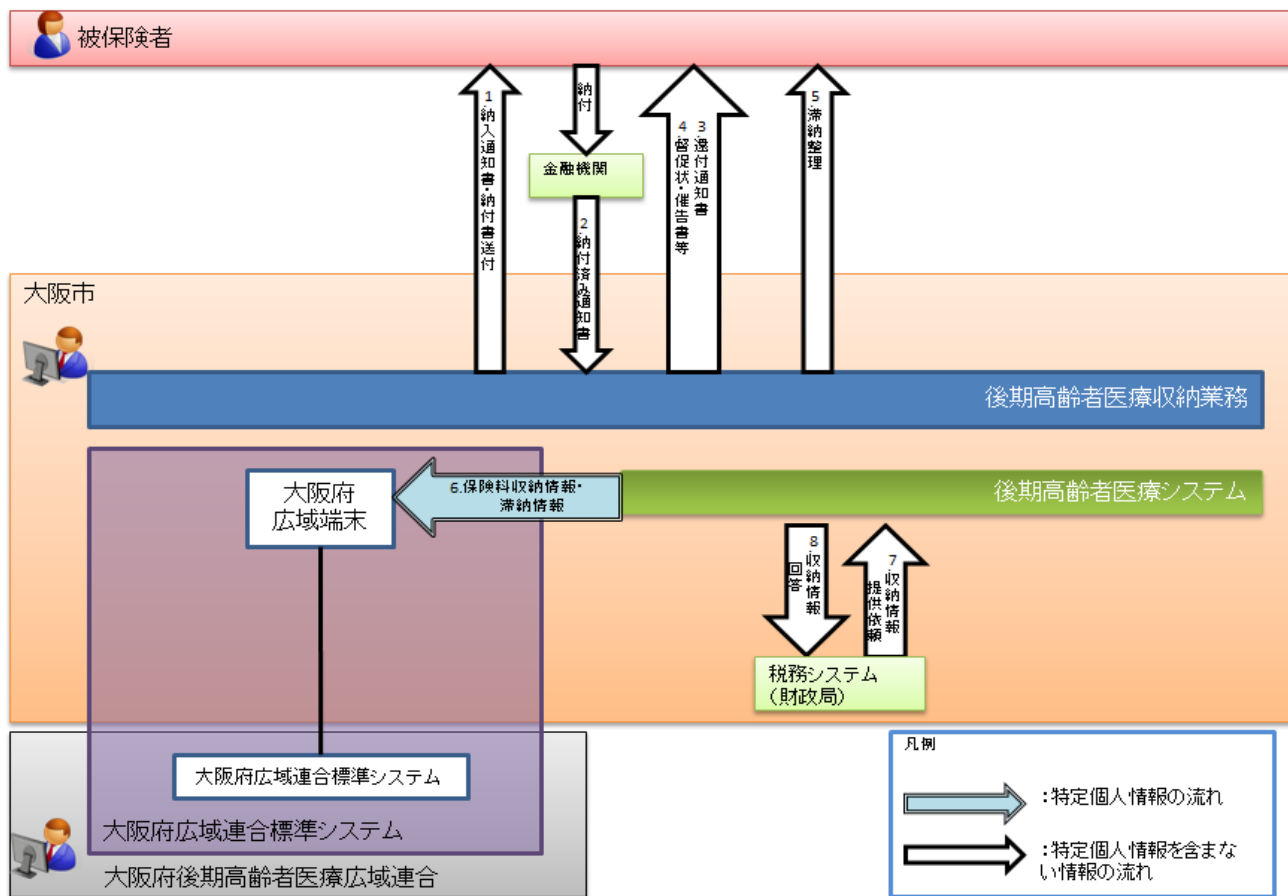 被保険者
1.納入通知書・納付書送付
納付
金融機関
2.納付済み通知書
3.還付通知書
4.督促状・催告書等
5.滞納整理
大阪市
後期高齢者医療収納業務
大阪府
広域端末
6.保険料収納情報・
滞納情報
後期高齢者医療システム
8.収納情報
回答
7.収納情報
提供依頼
税務システム
(財政局)
大阪府広域連合標準システム
大阪府広域連合標準システム
大阪府後期高齢者医療広域連合
凡例
：特定個人情報の流れ
：特定個人情報を含まな
い情報の流れ